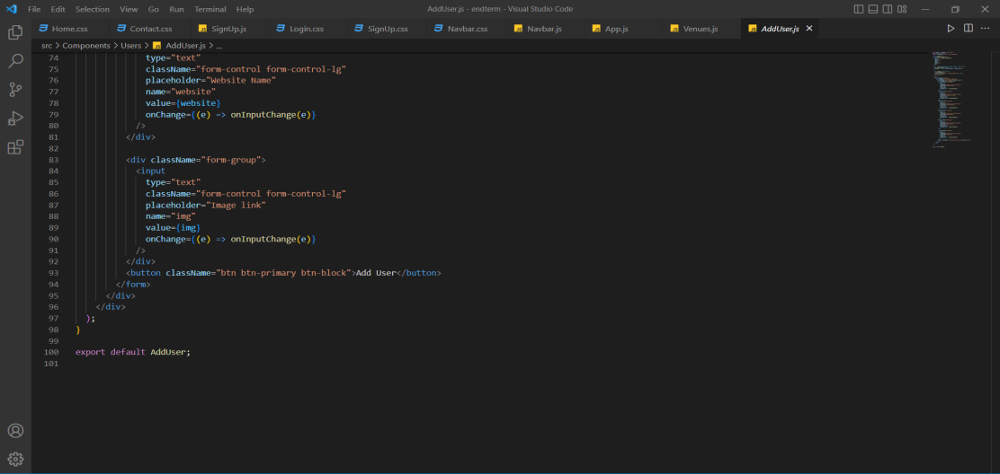 File Edit Selection View Go Run Terminal Help AddUser.js - endterm - Visual Studio Code
Home.css Contact.css SignUp.js Login.css SignUp.css Navbar.css Navbar.js App.js Venues.js AddUser.js
src > Components > Users > AddUser.js > ...
74 type="text"
75 className="form-control form-control-lg"
76 placeholder="Website Name"
77 name="website"
78 value={website}
79 onChange={(e) => onInputChange(e)}
80 />
81 </div>
82
83 <div className="form-group">
84 <input
85 type="text"
86 className="form-control form-control-lg"
87 placeholder="Image link"
88 name="img"
89 value={img}
90 onChange={(e) => onInputChange(e)}
91 />
92 </div>
93 <button className="btn btn-primary btn-block">Add User</button>
94 </form>
95 </div>
96 </div>
97 );
98 }
99
100 export default AddUser;
101